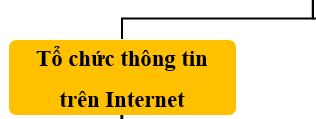 Tổ chức thông tin
trên Internet